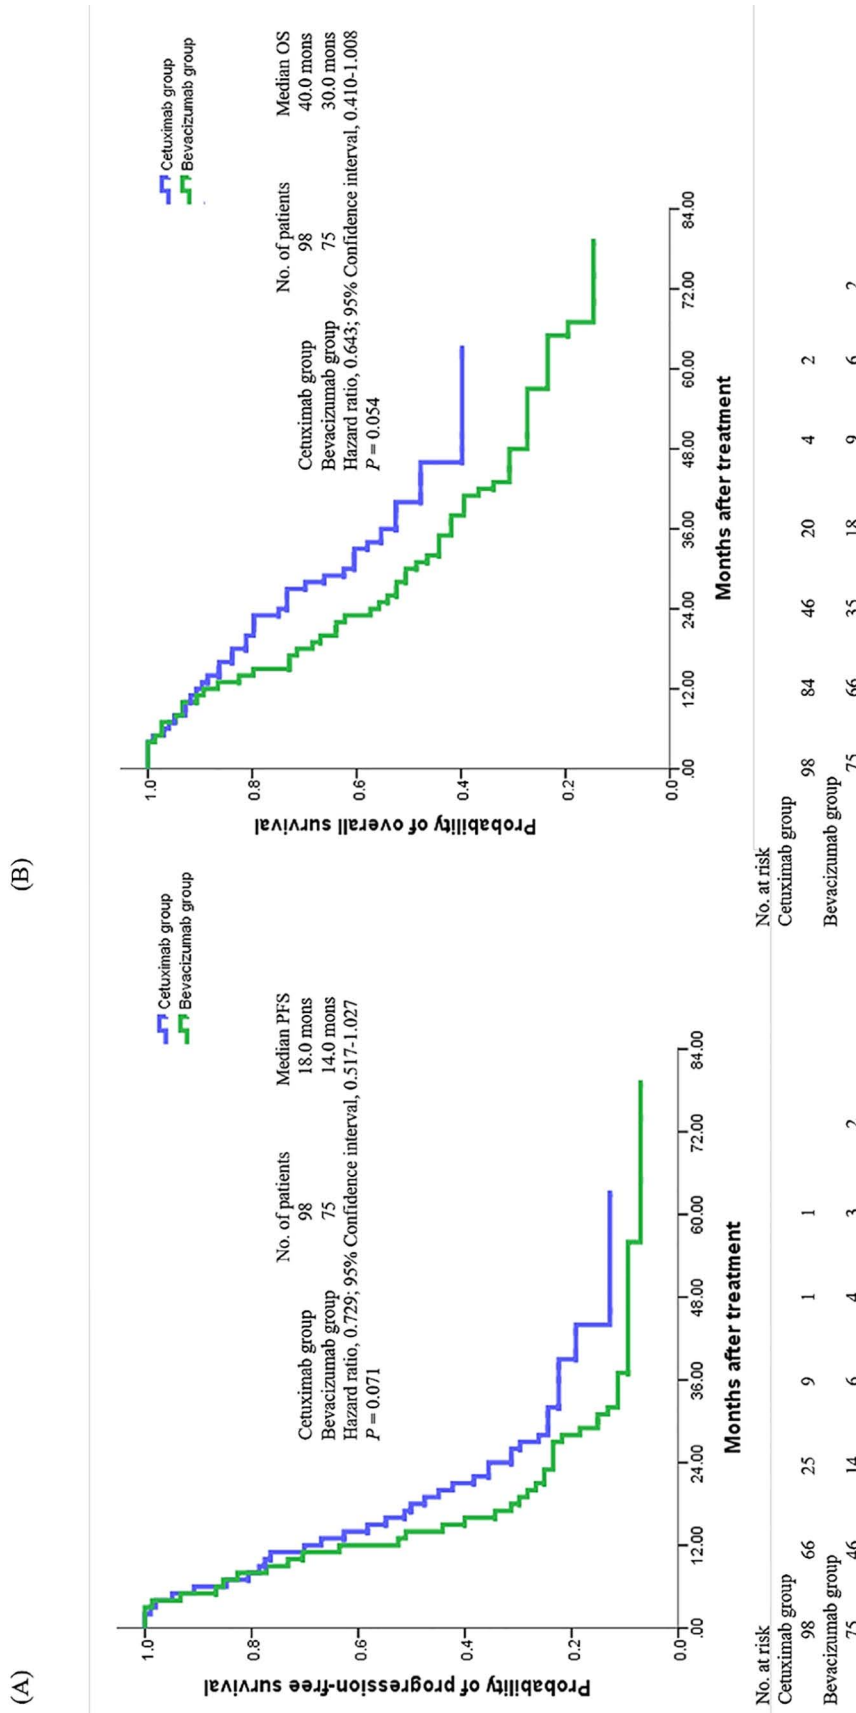 (A)
Cetuximab group
Bevacizumab group
No. of patients Median PFS
Cetuximab group 98 18.0 mons
Bevacizumab group 75 14.0 mons
Hazard ratio, 0.729; 95% Confidence interval, 0.517-1.027
P = 0.071
Probability of progression-free survival
1.0
0.8
0.6
0.4
0.2
0.0
.00 12.00 24.00 36.00 48.00 60.00 72.00 84.00
Months after treatment
No. at risk
Cetuximab group
98 66 25 9 1 1
Bevacizumab group
75 46 14 6 4 3 2
(B)
Cetuximab group
Bevacizumab group
No. of patients Median OS
Cetuximab group 98 40.0 mons
Bevacizumab group 75 30.0 mons
Hazard ratio, 0.643; 95% Confidence interval, 0.410-1.008
P = 0.054
Probability of overall survival
1.0
0.8
0.6
0.4
0.2
0.0
.00 12.00 24.00 36.00 48.00 60.00 72.00 84.00
Months after treatment
No. at risk
Cetuximab group
98 84 46 20 4 2
Bevacizumab group
75 66 35 18 9 6 2